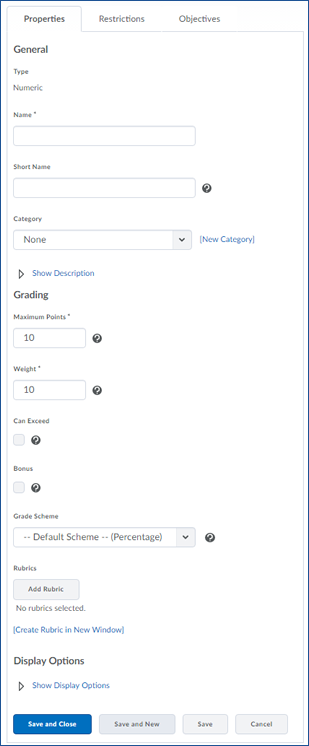 Properties Restrictions Objectives
General
Type
Numeric
Name *
Short Name
Category
None [New Category]
Show Description
Grading
Maximum Points *
10
Weight *
10
Can Exceed
Bonus
Grade Scheme
-- Default Scheme -- (Percentage)
Rubrics
Add Rubric
No rubrics selected.
[Create Rubric in New Window]
Display Options
Show Display Options
Save and Close Save and New Save Cancel